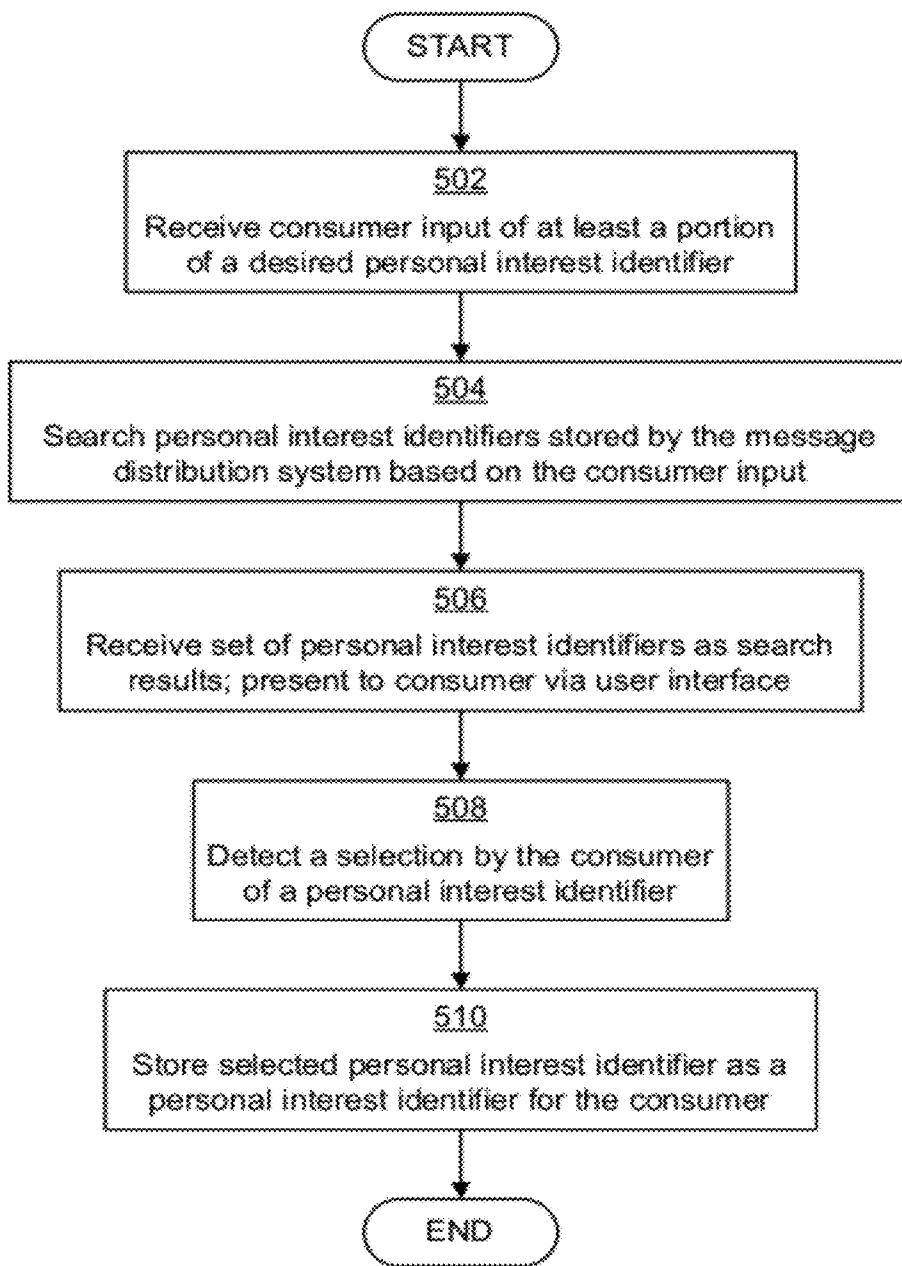 START
502
Receive consumer input of at least a portion
of a desired personal interest identifier
504
Search personal interest identifiers stored by the message
distribution system based on the consumer input
506
Receive set of personal interest identifiers as search
results; present to consumer via user interface
508
Detect a selection by the consumer
of a personal interest identifier
510
Store selected personal interest identifier as a
personal interest identifier for the consumer
END